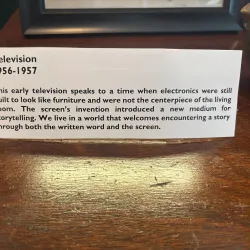 elevision
956-1957
his early television speaks to a time when electronics were still
uilt to look like furniture and were not the centerpiece of the living
oom. The screen's invention introduced a new medium for
torytelling. We live in a world that welcomes encountering a story
hrough both the written word and the screen.